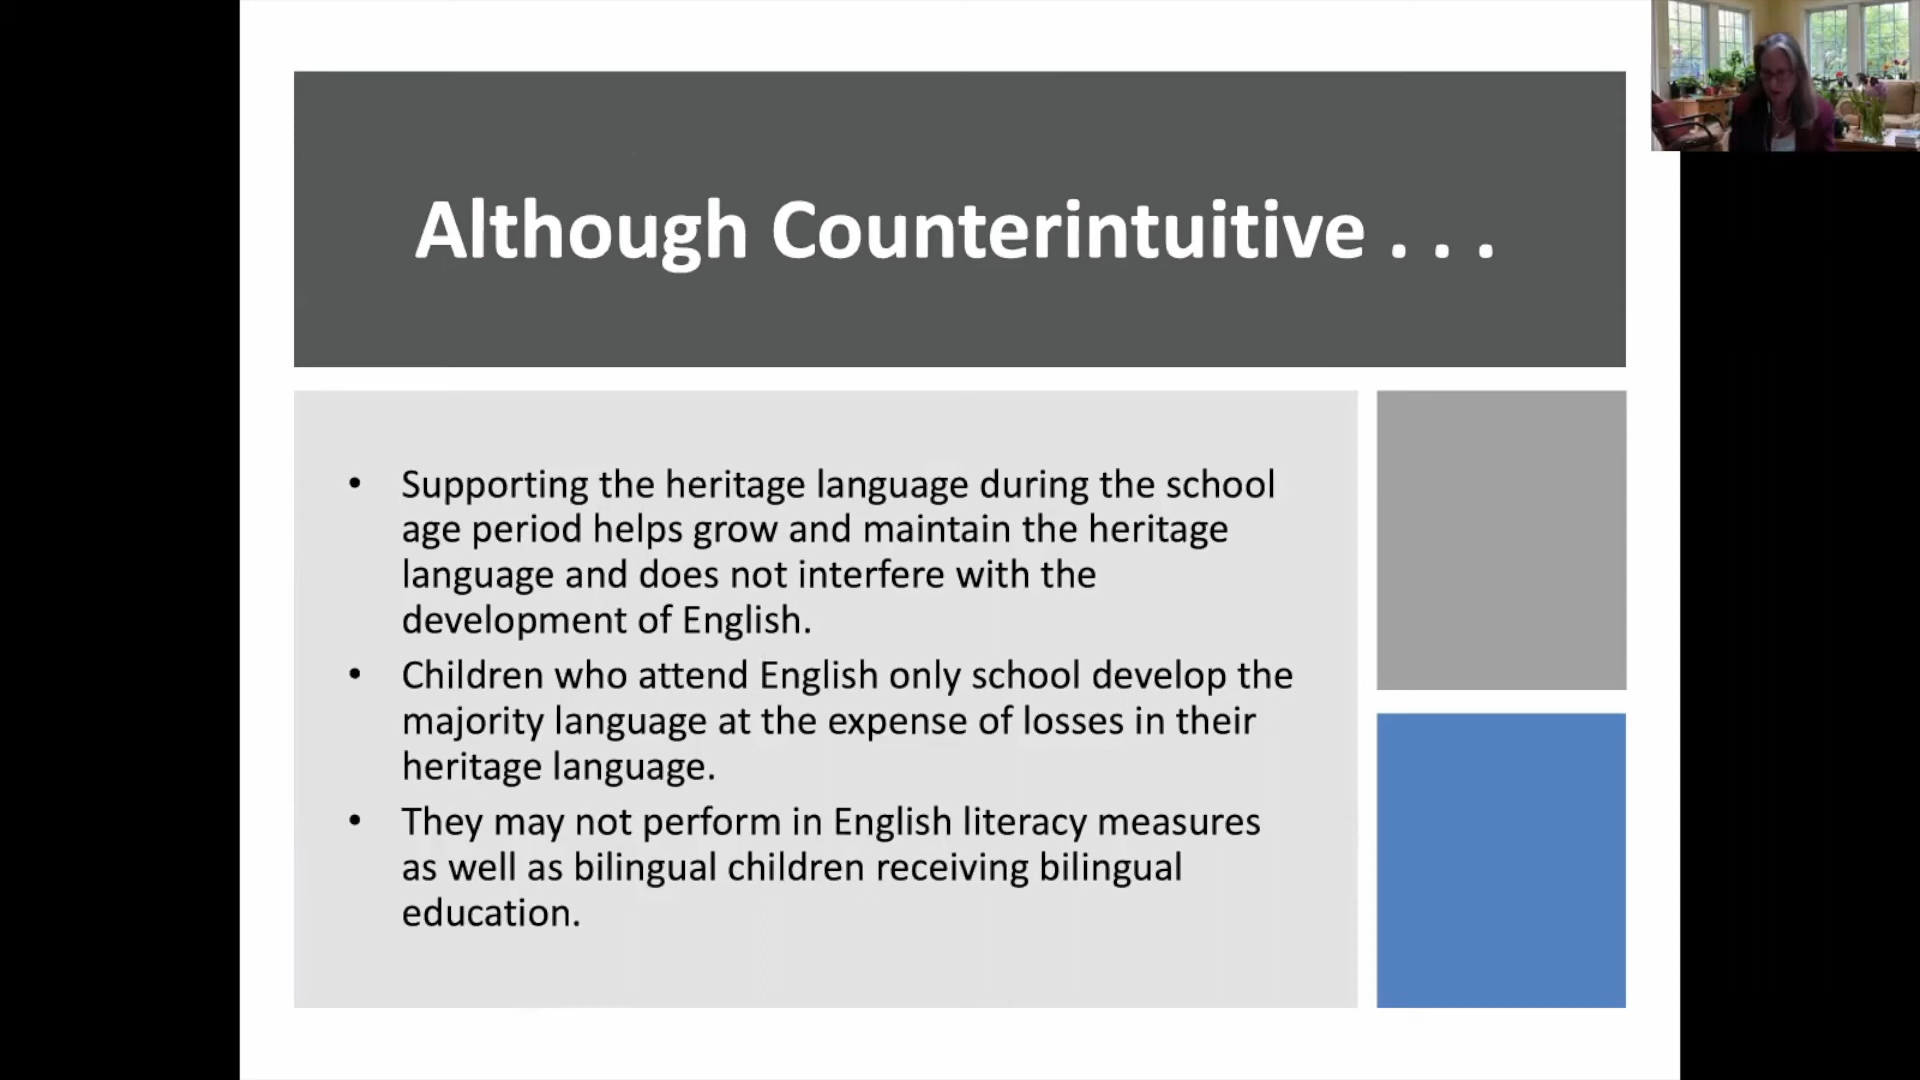 Although Counterintuitive . . .
• Supporting the heritage language during the school
age period helps grow and maintain the heritage
language and does not interfere with the
development of English.
• Children who attend English only school develop the
majority language at the expense of losses in their
heritage language.
• They may not perform in English literacy measures
as well as bilingual children receiving bilingual
education.